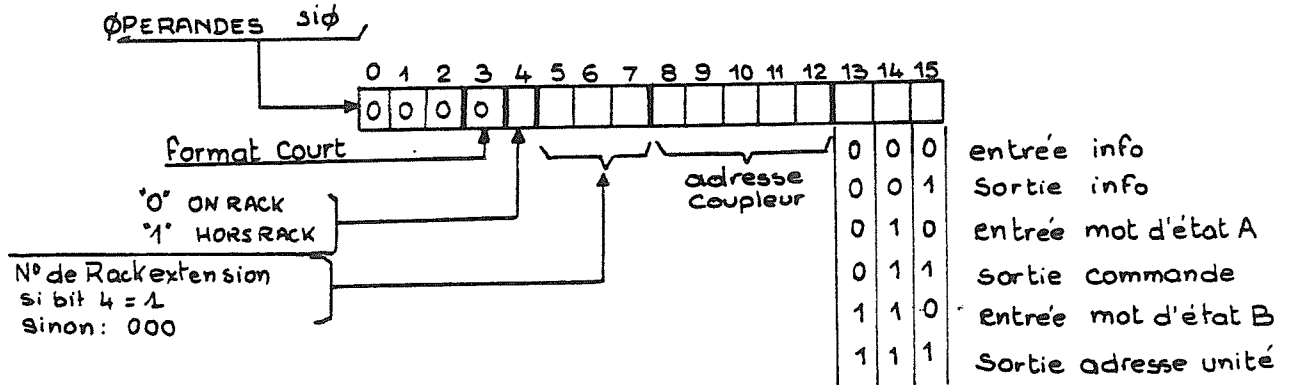 ØPERANDES siø
0 1 2 3 4 5 6 7 8 9 10 11 12 13 14 15
0 0 0 0
format Court
adresse
Coupleur
"0" ON RACK
"1" HORS RACK
N° de Rack extension
si bit 4 = 1
sinon: 000
0 0 0 entrée info
0 0 1 Sortie info
0 1 0 entrée mot d'état A
0 1 1 sortie commande
1 1 0 entrée mot d'état B
1 1 1 Sortie adresse unité